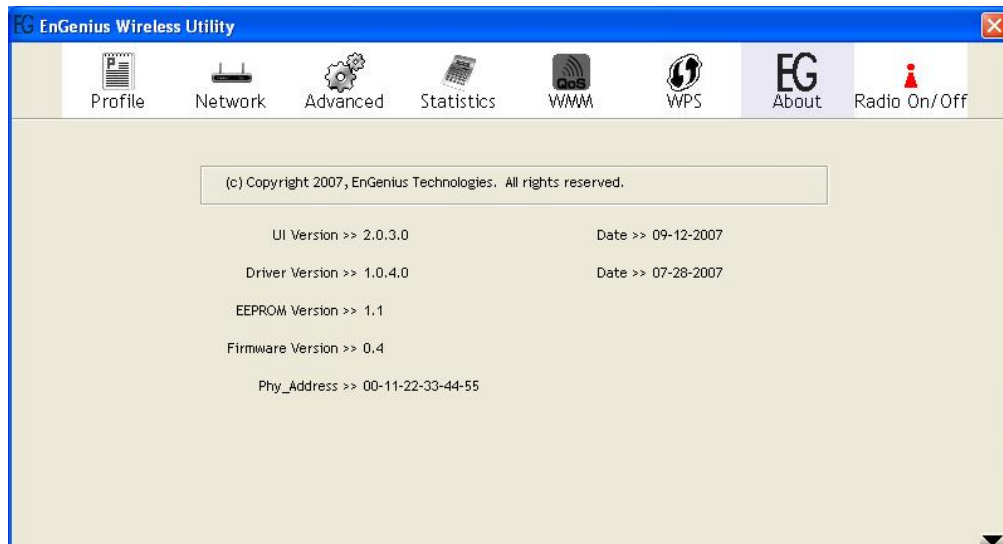 EG EnGenius Wireless Utility
P
Profile
Network
Advanced
Statistics
QoS
WMM
WPS
EG
About
Radio On/Off
(c) Copyright 2007, EnGenius Technologies. All rights reserved.
UI Version >> 2.0.3.0 Date >> 09-12-2007
Driver Version >> 1.0.4.0 Date >> 07-28-2007
EEPROM Version >> 1.1
Firmware Version >> 0.4
Phy_Address >> 00-11-22-33-44-55